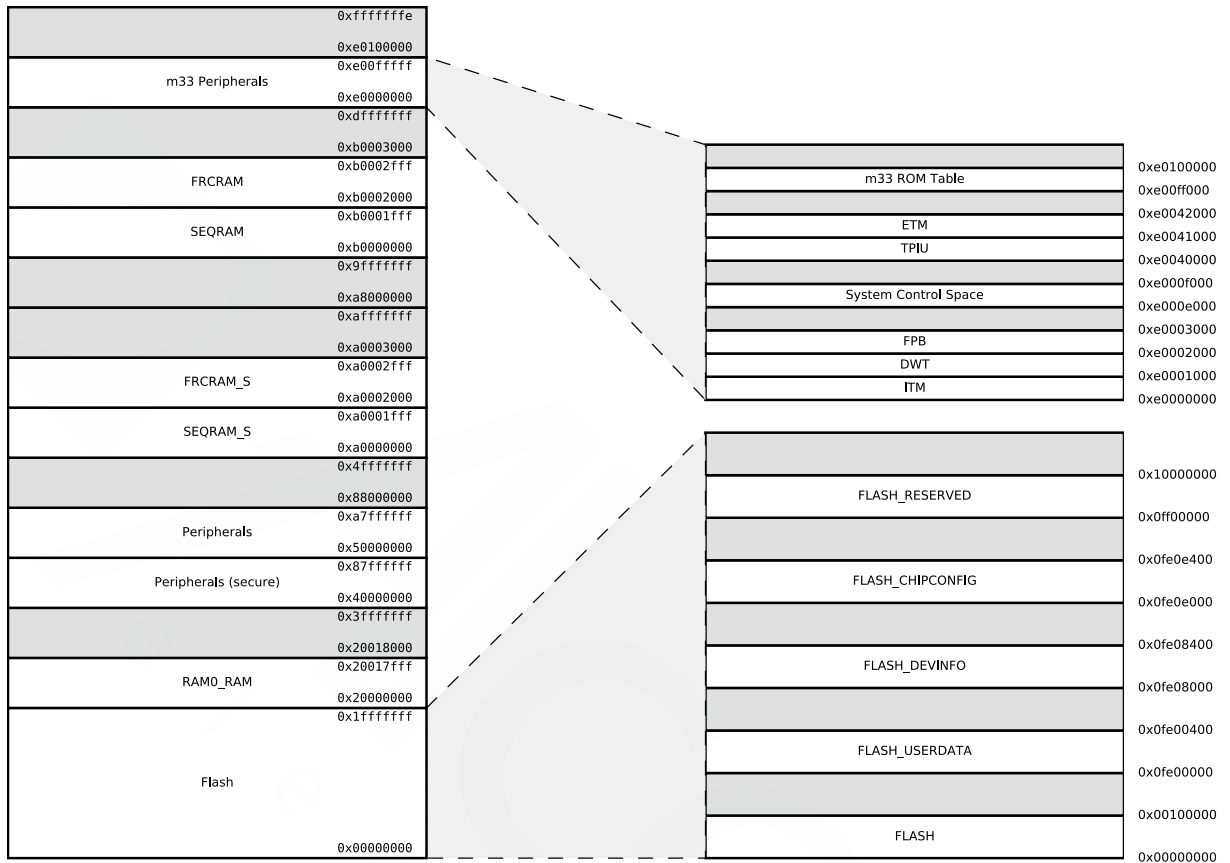 0xfffffffe
0xe0100000
0xe00fffff
m33 Peripherals
0xe0000000
0xdfffffff
0xb0003000
0xb0002fff
FRCRAM
0xb0002000
0xb0001fff
SEQRAM
0xb0000000
0x9fffffff
0xa8000000
0xafffffff
0xa0003000
0xa0002fff
FRCRAM_S
0xa0002000
0xa0001fff
SEQRAM_S
0xa0000000
0x4fffffff
0x88000000
0xa7ffffff
Peripherals
0x50000000
0x87ffffff
Peripherals (secure)
0x40000000
0x3fffffff
0x20018000
0x20017fff
RAM0_RAM
0x20000000
0x1fffffff
Flash
0x00000000
0xe0100000
m33 ROM Table
0xe00ff000
0xe0042000
ETM
0xe0041000
TPIU
0xe0040000
0xe000f000
System Control Space
0xe000e000
0xe0003000
FPB
0xe0002000
DWT
0xe0001000
ITM
0xe0000000
0x10000000
FLASH_RESERVED
0x0ff00000
0x0fe0e400
FLASH_CHIPCONFIG
0x0fe0e000
0x0fe08400
FLASH_DEVINFO
0x0fe08000
0x0fe00400
FLASH_USERDATA
0x0fe00000
0x00100000
FLASH
0x00000000